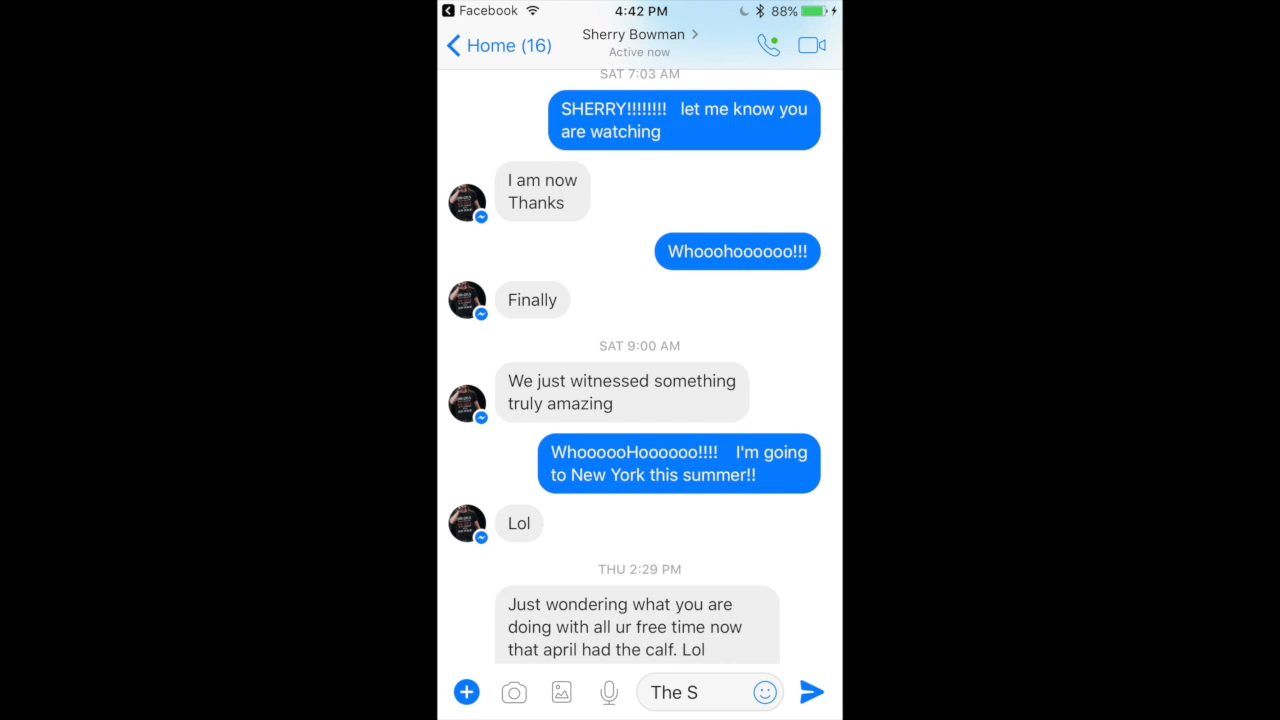 Facebook 4:42 PM 88%
Home (16) Sherry Bowman
Active now
SAT 7:03 AM
SHERRY!!!!!!!! let me know you
are watching
I am now
Thanks
Whooohoooooo!!!
Finally
SAT 9:00 AM
We just witnessed something
truly amazing
WhoooooHoooooo!!!! I'm going
to New York this summer!!
Lol
THU 2:29 PM
Just wondering what you are
doing with all ur free time now
that april had the calf. Lol
The S